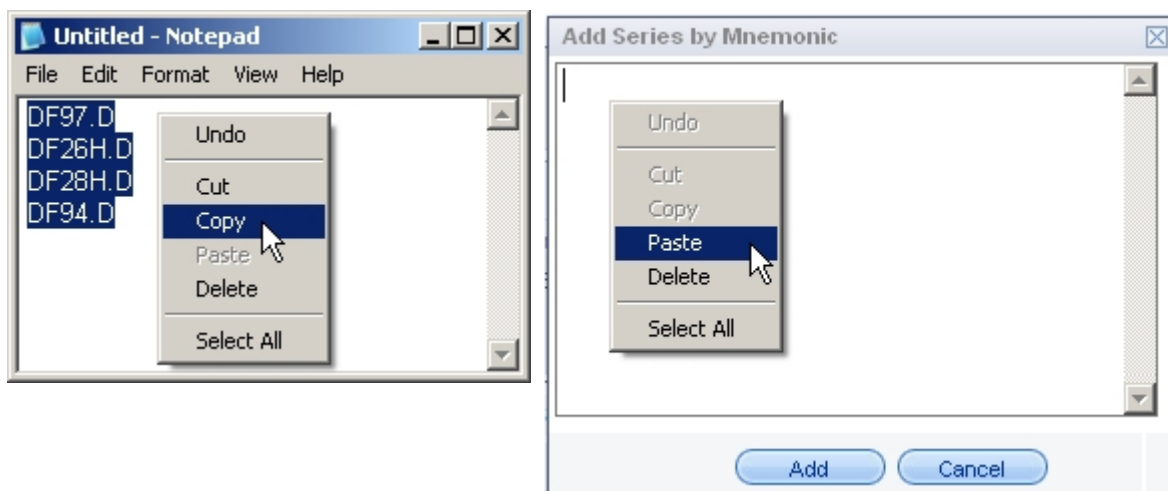 Untitled - Notepad
File Edit Format View Help
DF97.D
DF26H.D
DF28H.D
DF94.D
Undo
Cut
Copy
Paste
Delete
Select All
Add Series by Mnemonic
Undo
Cut
Copy
Paste
Delete
Select All
Add Cancel